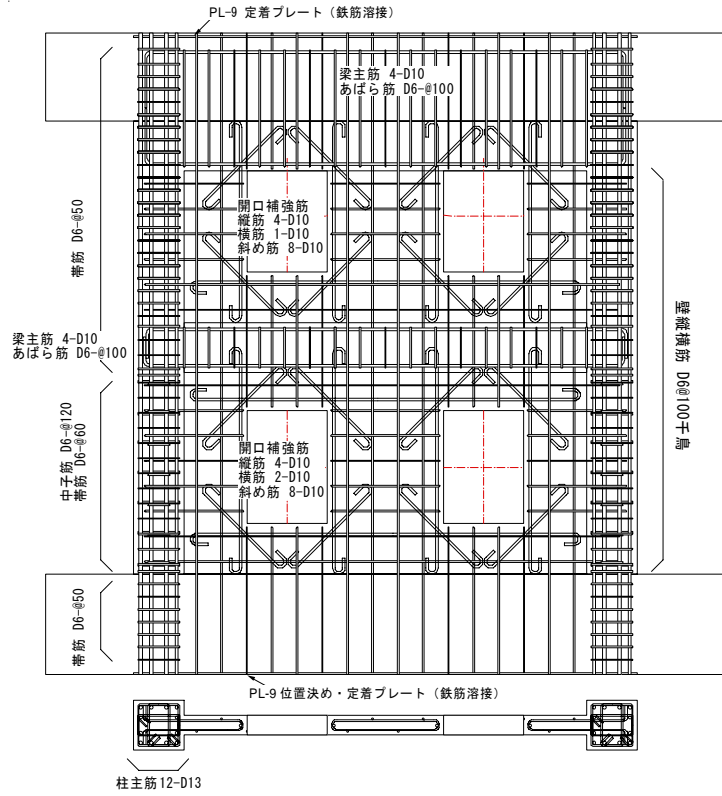 PL-9 定着プレート（鉄筋溶接）
梁主筋 4-D10
あばら筋 D6-@100
帯筋 D6-@50
開口補強筋
縦筋 4-D10
横筋 1-D10
斜め筋 8-D10
壁縦横筋 D6@100千鳥
梁主筋 4-D10
あばら筋 D6-@100
中子筋 D6-@120
帯筋 D6-@60
開口補強筋
縦筋 4-D10
横筋 2-D10
斜め筋 8-D10
帯筋 D6-@50
PL-9 位置決め・定着プレート（鉄筋溶接）
柱主筋12-D13